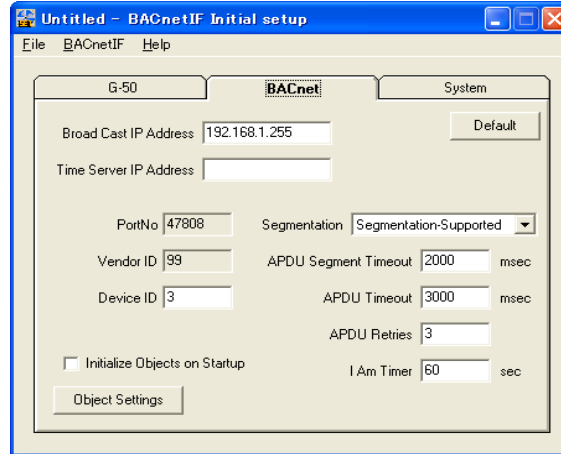 Untitled - BACnetIF Initial setup
File BACnetIF Help
G-50 BACnet System
Broad Cast IP Address 192.168.1.255 Default
Time Server IP Address
PortNo 47808 Segmentation Segmentation-Supported
Vendor ID 99 APDU Segment Timeout 2000 msec
Device ID 3 APDU Timeout 3000 msec
APDU Retries 3
Initialize Objects on Startup I Am Timer 60 sec
Object Settings